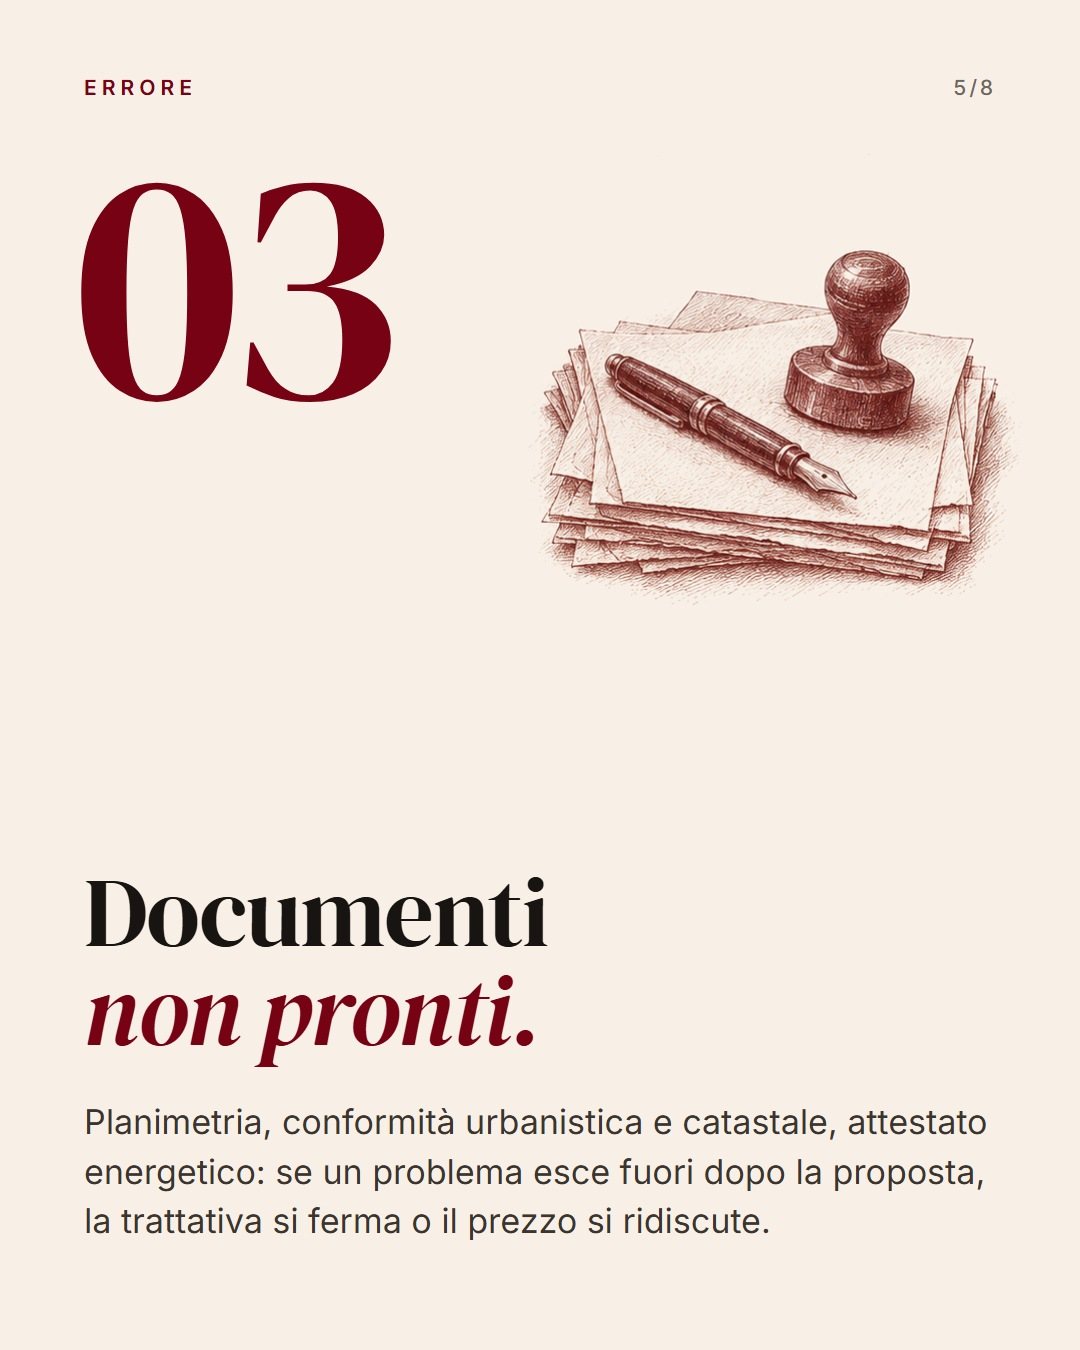 ERRORE
5/8
03
Documenti
non pronti.
Planimetria, conformità urbanistica e catastale, attestato
energetico: se un problema esce fuori dopo la proposta,
la trattativa si ferma o il prezzo si ridiscute.